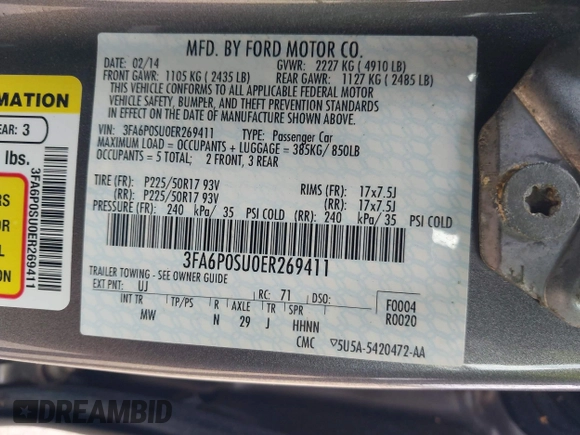 MFD. BY FORD MOTOR CO.
02/14 GVWR: 2227 KG ( 4910 LB)
FRONT GAWR: 1105 KG ( 2435 LB) REAR GAWR: 1127 KG ( 2485 LB)
THIS VEHICLE CONFORMS TO ALL APPLICABLE FEDERAL MOTOR
VEHICLE SAFETY, BUMPER, AND THEFT PREVENTION STANDARDS
IN EFFECT ON THE DATE OF MANUFACTURE SHOWN ABOVE.
VIN: 3FA6P0SU0ER269411 TYPE: Passenger Car
MAXIMUM LOAD = OCCUPANTS + LUGGAGE = 385KG/ 850LB
OCCUPANTS = 5 TOTAL; 2 FRONT, 3 REAR
TIRE (FR): P225/50R17 93V RIMS (FR): 17x7.5J
(RR): P225/50R17 93V (RR): 17x7.5J
PRESSURE (FR): 240 kPa/ 35 PSI COLD (RR): 240 kPa/ 35 PSI COLD
3FA6P0SU0ER269411
TRAILER TOWING - SEE OWNER GUIDE
EXT PNT: UJ RC: 71 DSO:
INT TR TP/PS R AXLE TR SPR
MW N 29 J HHNN
F0004
R0020
CMC ▽5U5A-5420472-AA
ORMATION
EAR: 3
lbs.
3FA6P0SU0ER269411
DREAMBID